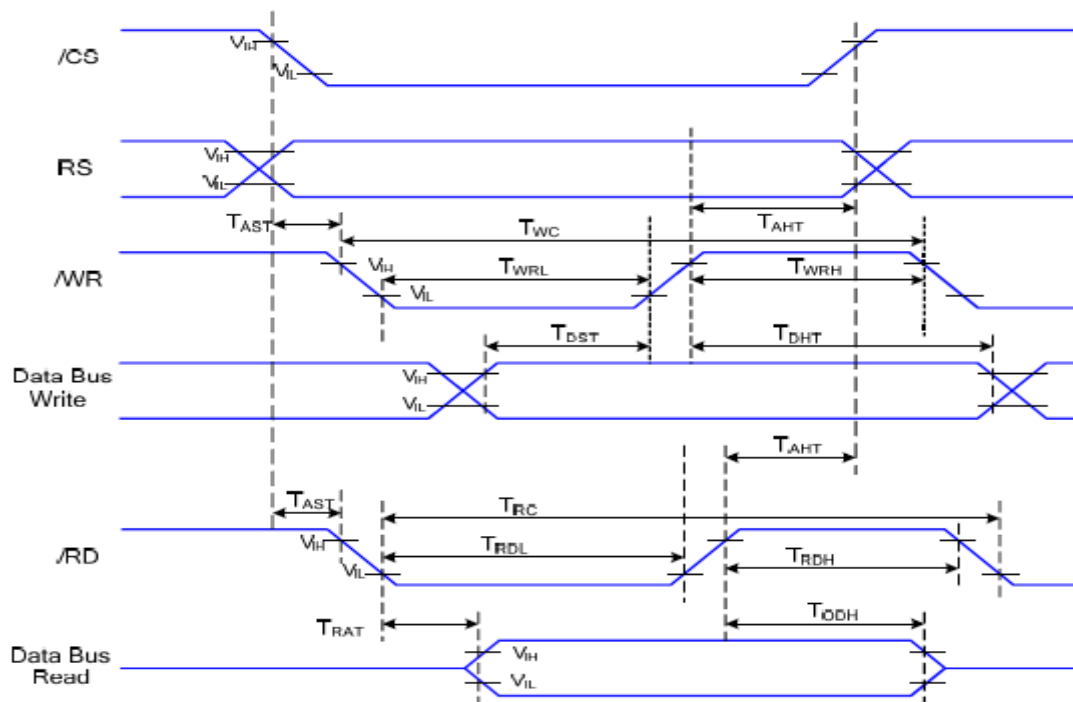 /CS
VIH
VIL
RS
VIH
VIL
TAST
TWC
TAHT
/WR
VIH
VIL
TWRL
TWRH
TDST
TDHT
Data Bus
Write
VIH
VIL
TAHT
TAST
TRC
/RD
VIH
VIL
TRDL
TRDH
TRAT
TODH
Data Bus
Read
VIH
VIL